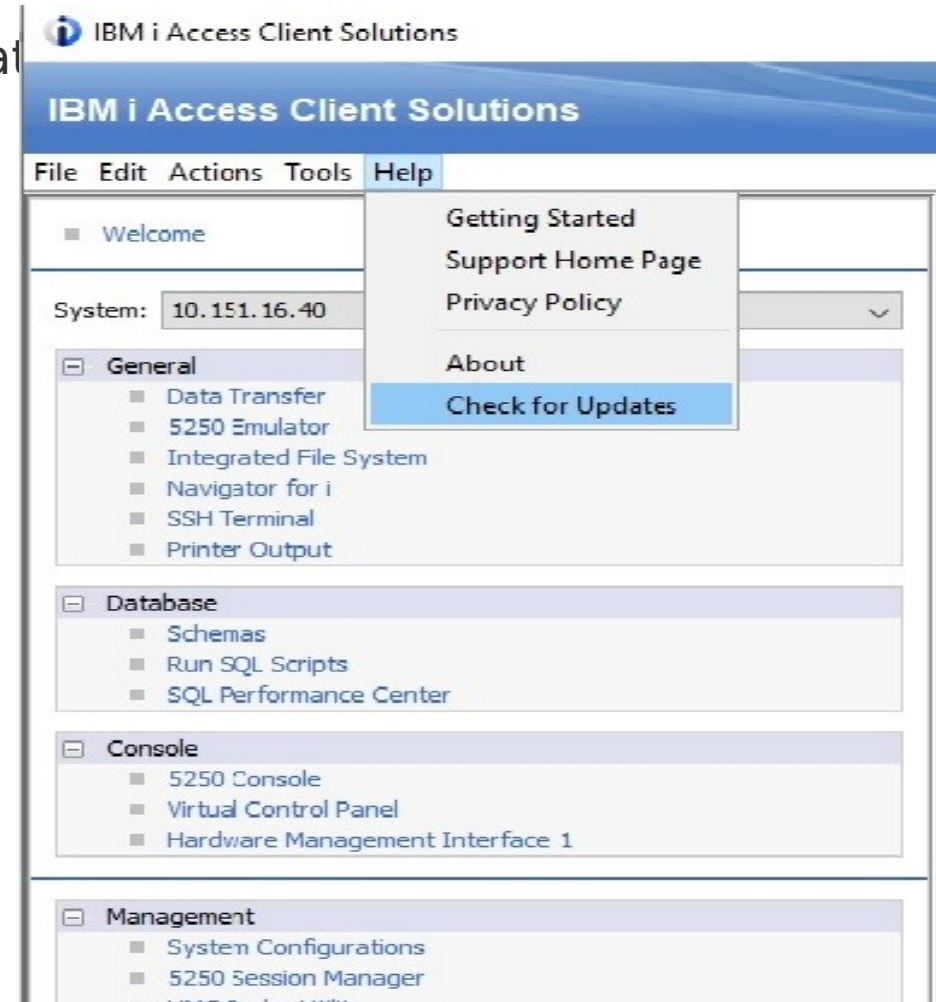 at
IBM i Access Client Solutions
IBM i Access Client Solutions
File Edit Actions Tools Help
Welcome
Getting Started
Support Home Page
Privacy Policy
About
Check for Updates
System: 10.151.16.40
General
Data Transfer
5250 Emulator
Integrated File System
Navigator for i
SSH Terminal
Printer Output
Database
Schemas
Run SQL Scripts
SQL Performance Center
Console
5250 Console
Virtual Control Panel
Hardware Management Interface 1
Management
System Configurations
5250 Session Manager